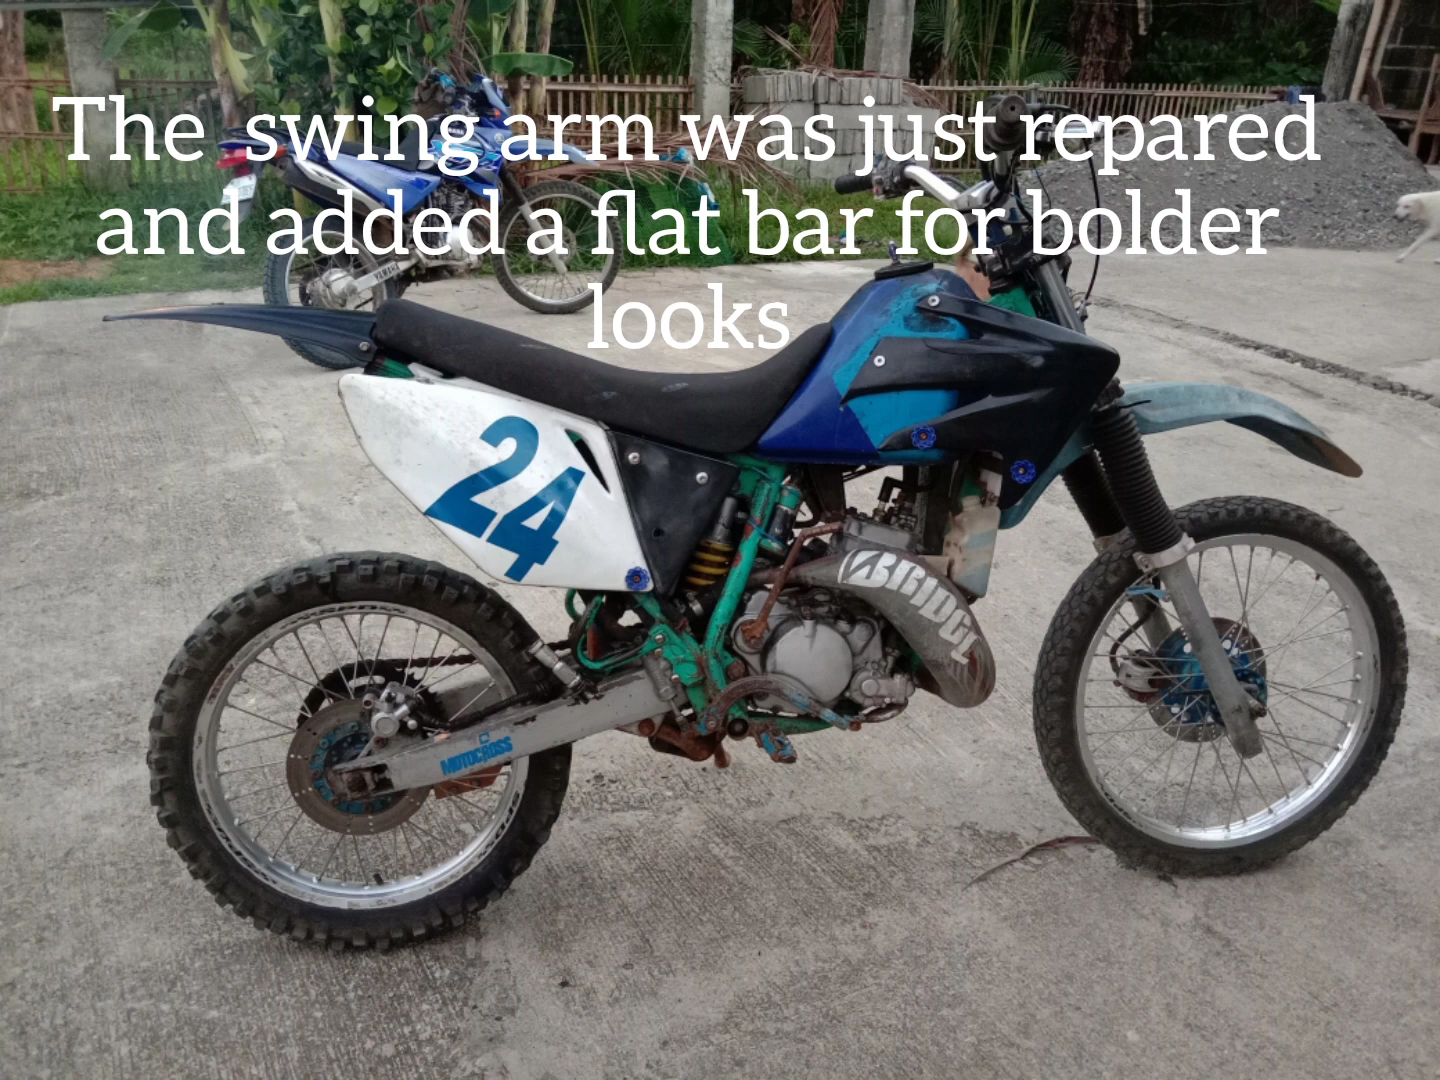 The swing arm was just repared
and added a flat bar for bolder
looks
YAMAHA
24
BRIDGE
MOTOCROSS